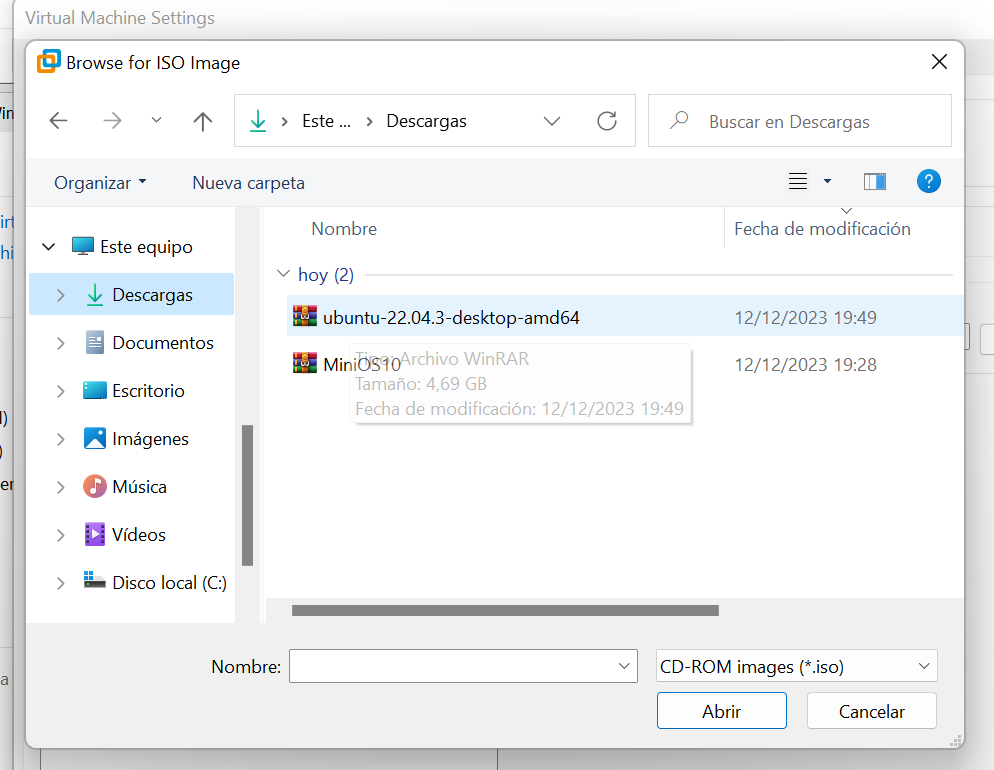 Virtual Machine Settings
Browse for ISO Image
Este ... Descargas
Buscar en Descargas
Organizar
Nueva carpeta
?
Nombre
Fecha de modificación
Este equipo
Descargas
Documentos
Escritorio
Imágenes
Música
Vídeos
Disco local (C:)
hoy (2)
ubuntu-22.04.3-desktop-amd64 12/12/2023 19:49
MiniOS10 12/12/2023 19:28
Tipo: Archivo WinRAR
Tamaño: 4,69 GB
Fecha de modificación: 12/12/2023 19:49
Nombre:
CD-ROM images (*.iso)
Abrir
Cancelar